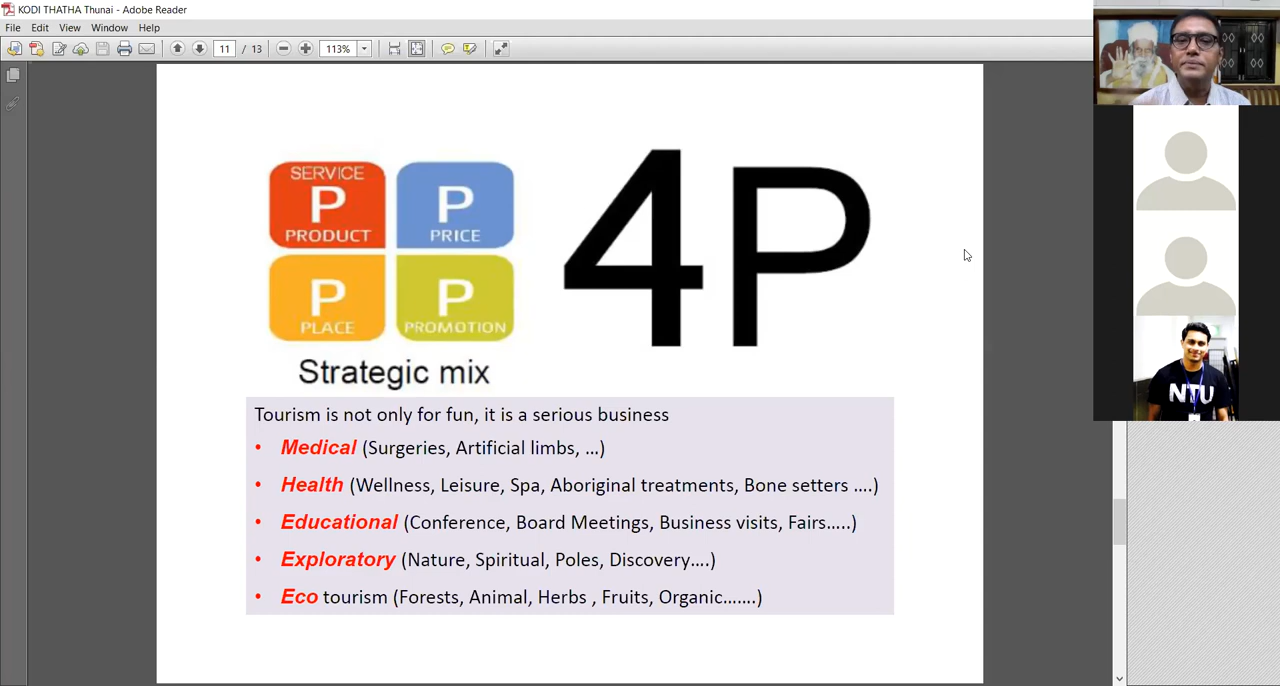 KODI THATHA Thunai - Adobe Reader
File Edit View Window Help
11 / 13 113%
SERVICE
P P
PRODUCT PRICE
P P
PLACE PROMOTION
4P
Strategic mix
Tourism is not only for fun, it is a serious business
• Medical (Surgeries, Artificial limbs, ...)
• Health (Wellness, Leisure, Spa, Aboriginal treatments, Bone setters ....)
• Educational (Conference, Board Meetings, Business visits, Fairs.....)
• Exploratory (Nature, Spiritual, Poles, Discovery....)
• Eco tourism (Forests, Animal, Herbs , Fruits, Organic.......)
NTU